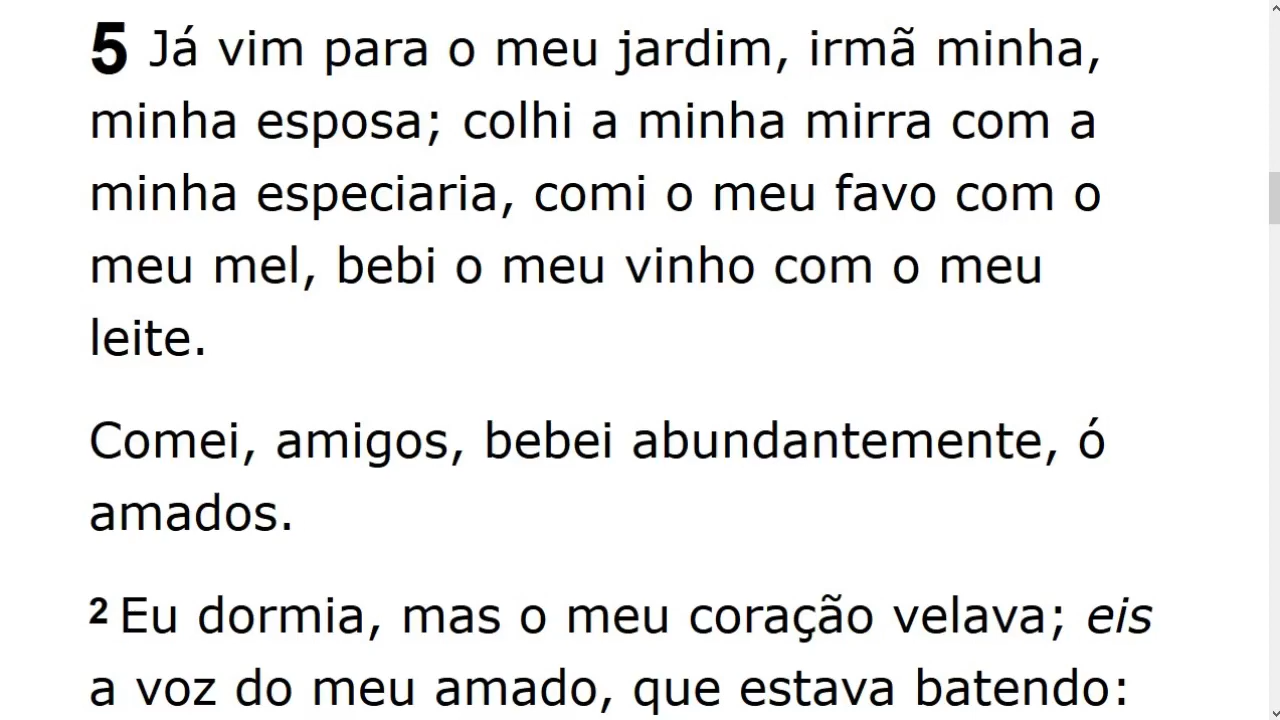 5 Já vim para o meu jardim, irmã minha,
minha esposa; colhi a minha mirra com a
minha especiaria, comi o meu favo com o
meu mel, bebi o meu vinho com o meu
leite.
Comei, amigos, bebei abundantemente, ó
amados.
2 Eu dormia, mas o meu coração velava; eis
a voz do meu amado, que estava batendo: